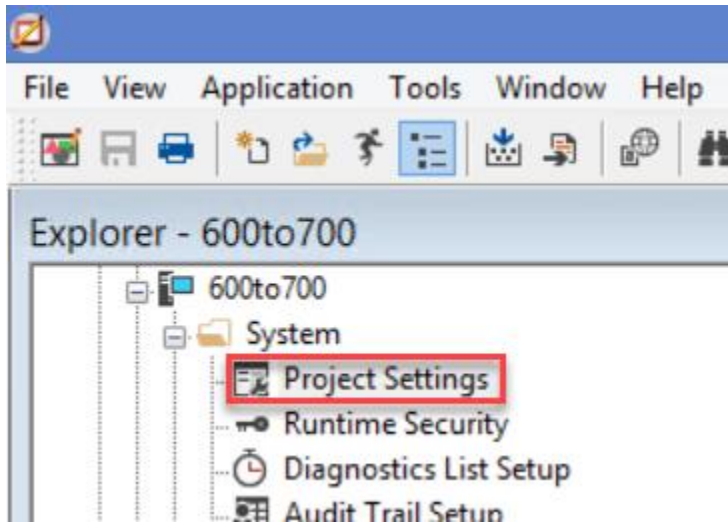 File View Application Tools Window Help
Explorer - 600to700
600to700
System
Project Settings
Runtime Security
Diagnostics List Setup
Audit Trail Setup